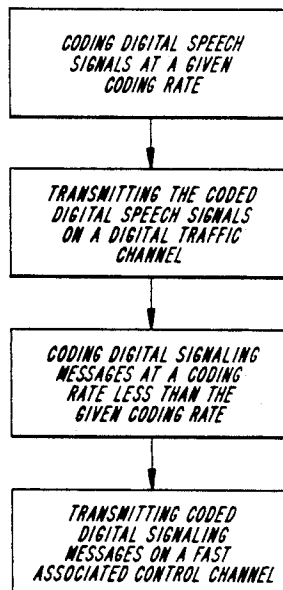 CODING DIGITAL SPEECH
SIGNALS AT A GIVEN
CODING RATE
TRANSMITTING THE CODED
DIGITAL SPEECH SIGNALS
ON A DIGITAL TRAFFIC
CHANNEL
CODING DIGITAL SIGNALING
MESSAGES AT A CODING
RATE LESS THAN THE
GIVEN CODING RATE
TRANSMITTING CODED
DIGITAL SIGNALING
MESSAGES ON A FAST
ASSOCIATED CONTROL CHANNEL